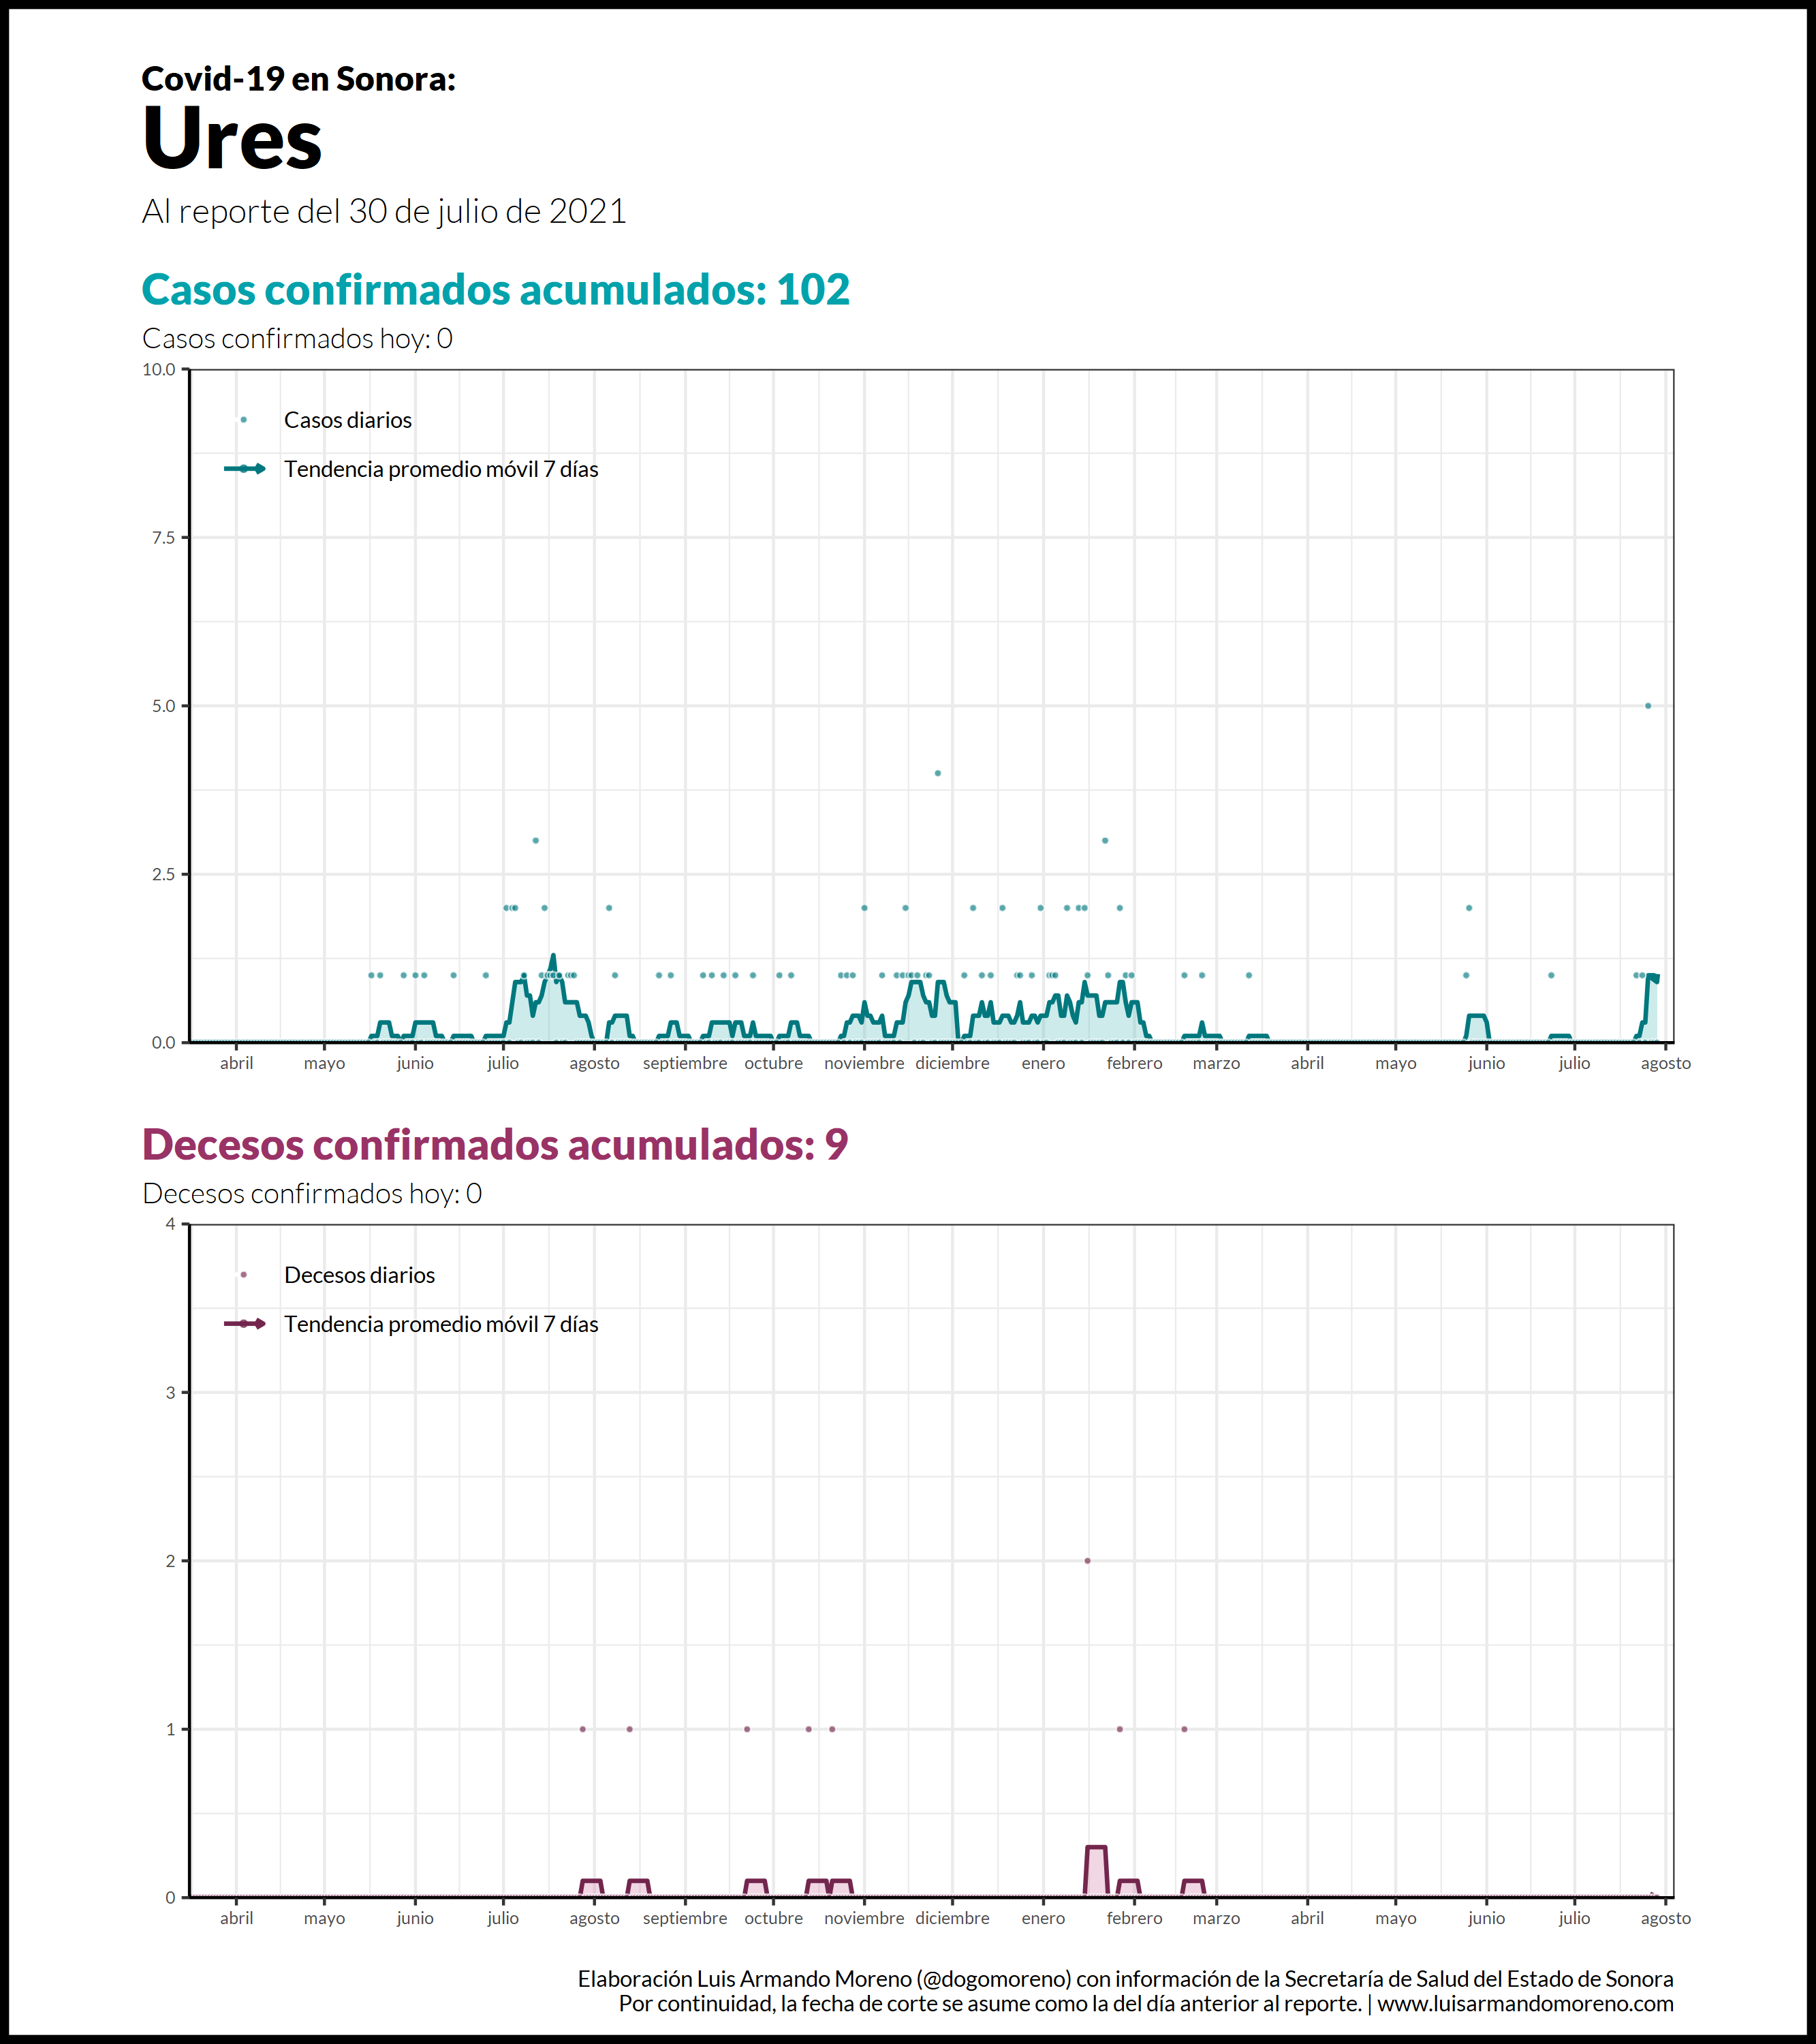 Covid-19 en Sonora:
Ures
Al reporte del 30 de julio de 2021
Casos confirmados acumulados: 102
Casos confirmados hoy: 0
10.0
Casos diarios
Tendencia promedio móvil 7 días
7.5
5.0
2.5
0.0
abril mayo junio julio agosto septiembre octubre noviembre diciembre enero febrero marzo abril mayo junio julio agosto
Decesos confirmados acumulados: 9
Decesos confirmados hoy: 0
4
Decesos diarios
Tendencia promedio móvil 7 días
3
2
1
0
abril mayo junio julio agosto septiembre octubre noviembre diciembre enero febrero marzo abril mayo junio julio agosto
Elaboración Luis Armando Moreno (@dogomoreno) con información de la Secretaría de Salud del Estado de Sonora
Por continuidad, la fecha de corte se asume como la del día anterior al reporte. | www.luisarmandomoreno.com